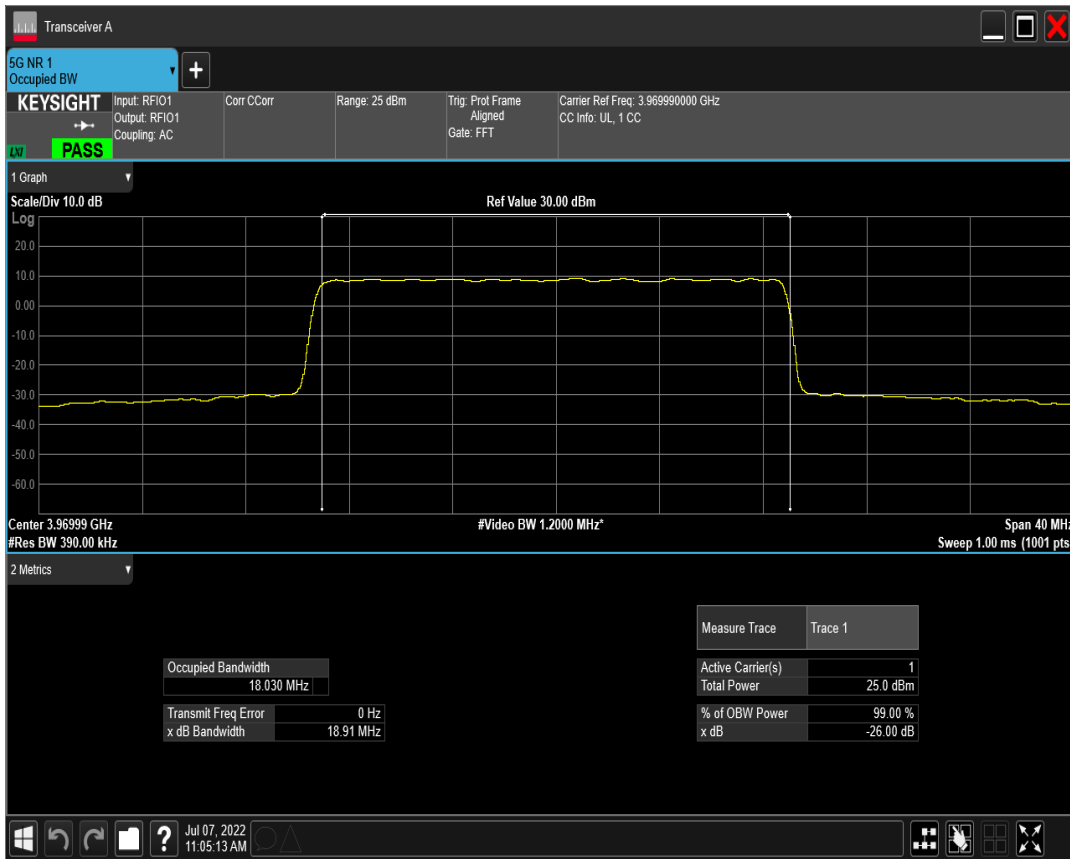 Transceiver A
5G NR 1
Occupied BW
KEYSIGHT
LXI
PASS
Input: RFIO1
Output: RFIO1
Coupling: AC
Corr CCorr
Range: 25 dBm
Trig: Prot Frame
Aligned
Gate: FFT
Carrier Ref Freq: 3.969990000 GHz
CC Info: UL, 1 CC
1 Graph
Scale/Div 10.0 dB
Ref Value 30.00 dBm
Log
20.0
10.0
0.00
-10.0
-20.0
-30.0
-40.0
-50.0
-60.0
Center 3.96999 GHz
#Video BW 1.2000 MHz*
Span 40 MHz
#Res BW 390.00 kHz
Sweep 1.00 ms (1001 pts
2 Metrics
Measure Trace Trace 1
Occupied Bandwidth
18.030 MHz
Active Carrier(s) 1
Total Power 25.0 dBm
Transmit Freq Error 0 Hz
x dB Bandwidth 18.91 MHz
% of OBW Power 99.00 %
x dB -26.00 dB
?
Jul 07, 2022
11:05:13 AM